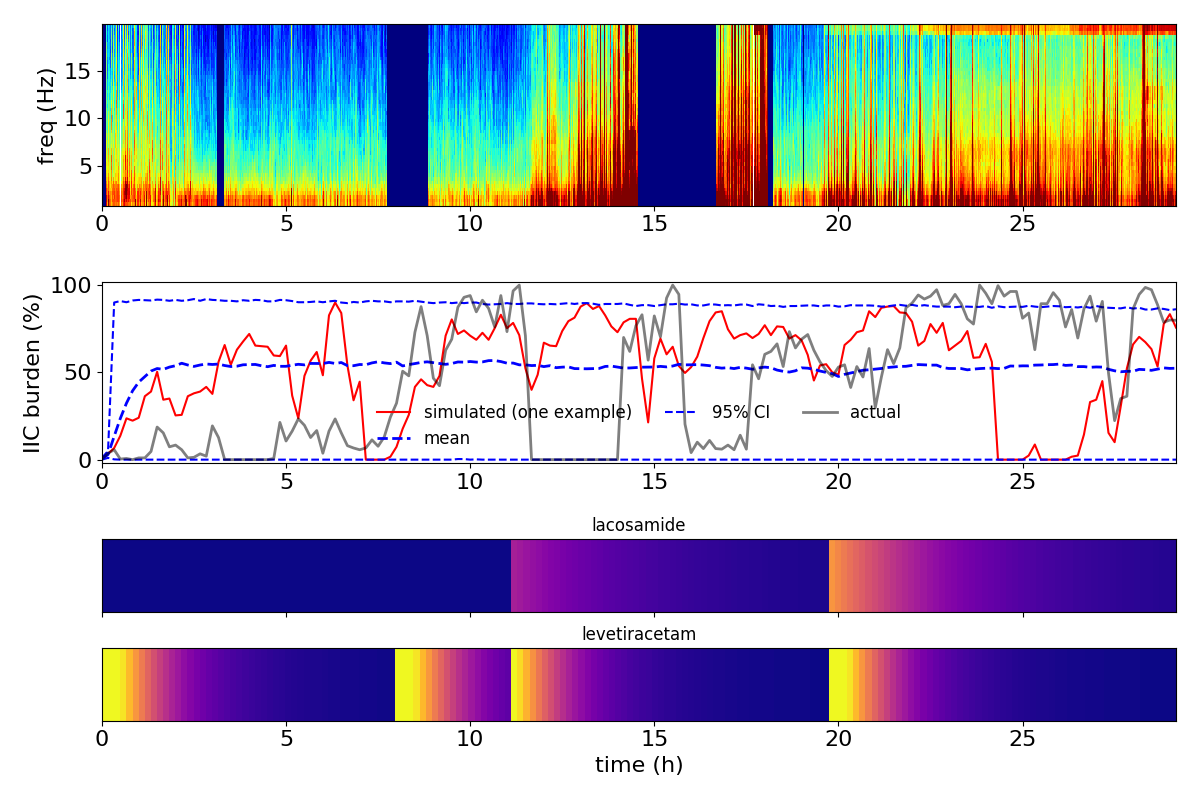 freq (Hz)
15
10
5
0 5 10 15 20 25
IIC burden (%)
100
50
0
simulated (one example) 95% CI actual
mean
0 5 10 15 20 25
lacosamide
levetiracetam
0 5 10 15 20 25
time (h)